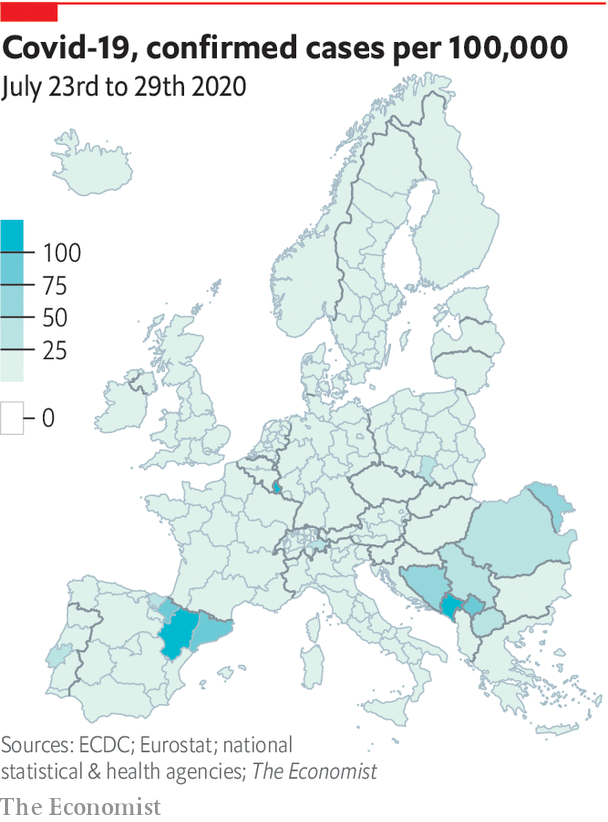 Covid-19, confirmed cases per 100,000
July 23rd to 29th 2020
100
75
50
25
0
Sources: ECDC; Eurostat; national
statistical & health agencies; The Economist
The Economist